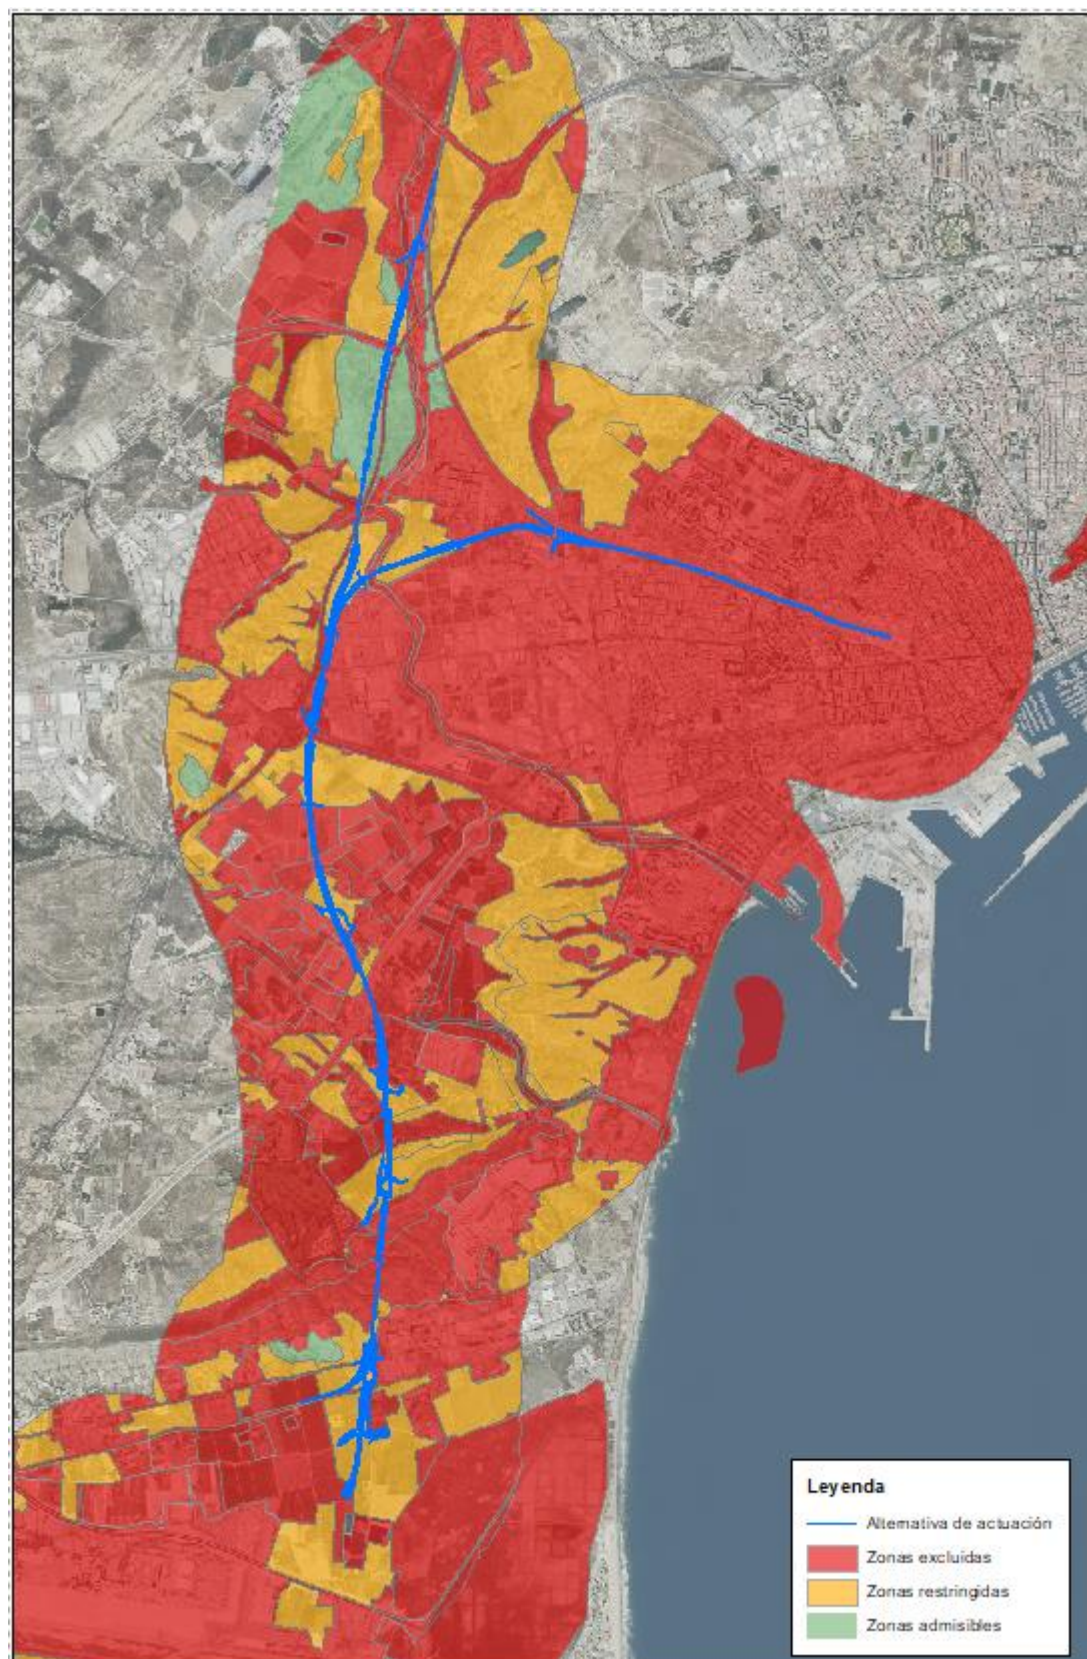 Leyenda
Alternativa de actuación
Zonas excluidas
Zonas restringidas
Zonas admisibles